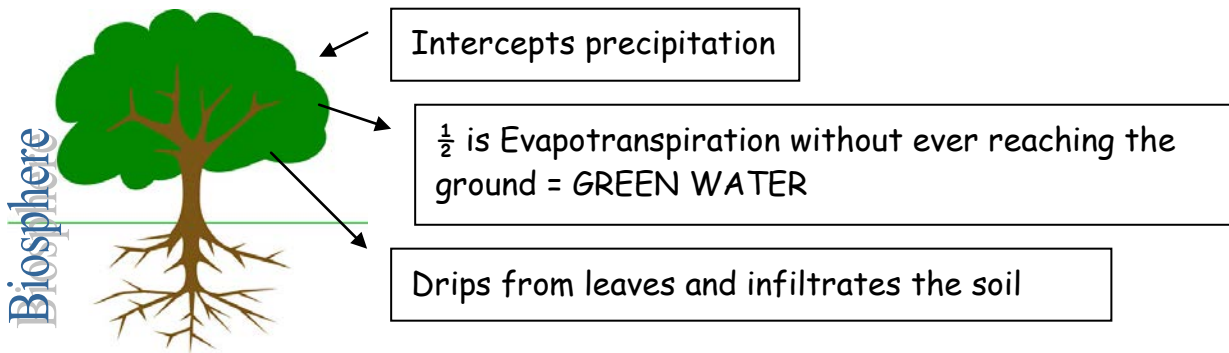 Biosphere
Intercepts precipitation
½ is Evapotranspiration without ever reaching the
ground = GREEN WATER
Drips from leaves and infiltrates the soil